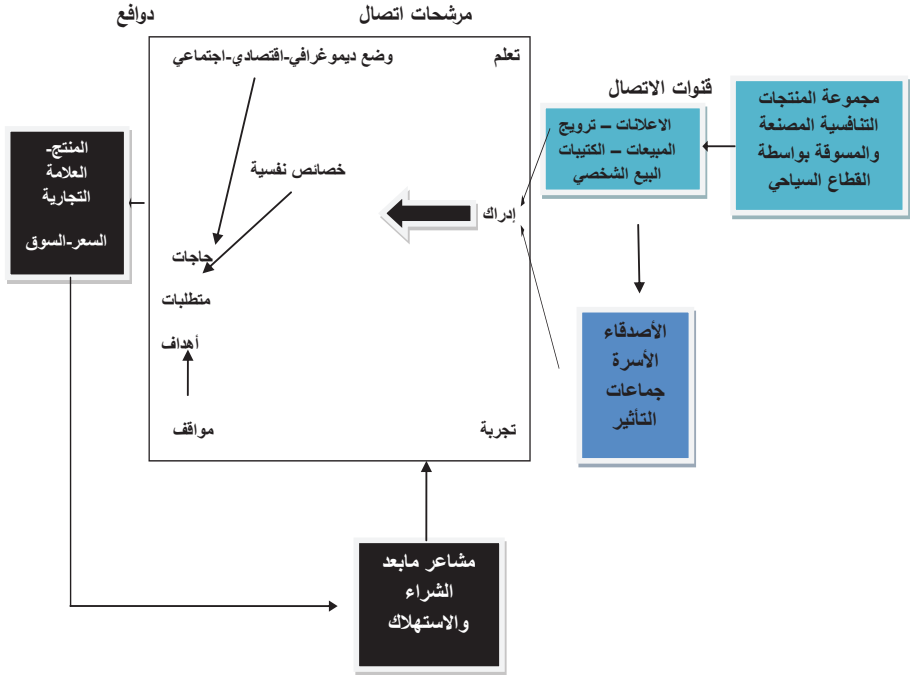 مرشحات اتصال
دوافع
قنوات الاتصال
مجموعة المنتجات
التنافسية المصنعة
والمسوقة بواسطة
القطاع السياحي
الاعلانات – ترويج
المبيعات – الكتيبات
البيع الشخصي
الأصدقاء
الأسرة
جماعات
التأثير
تعلم
وضع ديموغرافي-اقتصادي-اجتماعي
خصائص نفسية
إدراك
حاجات
متطلبات
أهداف
تجربة
مواقف
المنتج-
العلامة
التجارية
السعر-السوق
مشاعر مابعد
الشراء
والاستهلاك